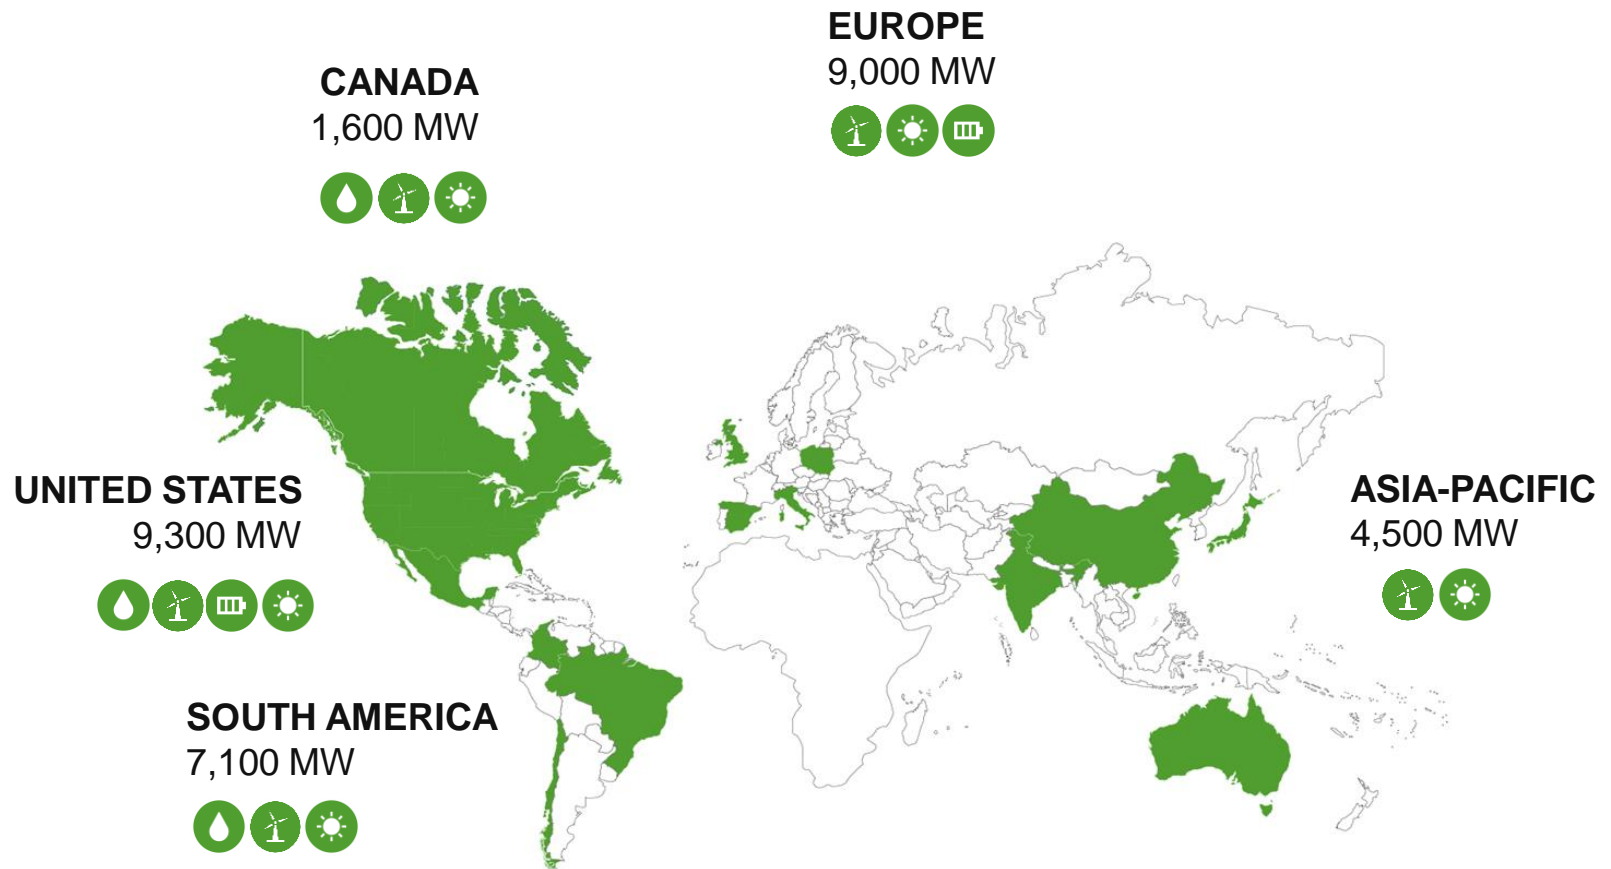 EUROPE
9,000 MW
CANADA
1,600 MW
UNITED STATES
9,300 MW
ASIA-PACIFIC
4,500 MW
SOUTH AMERICA
7,100 MW